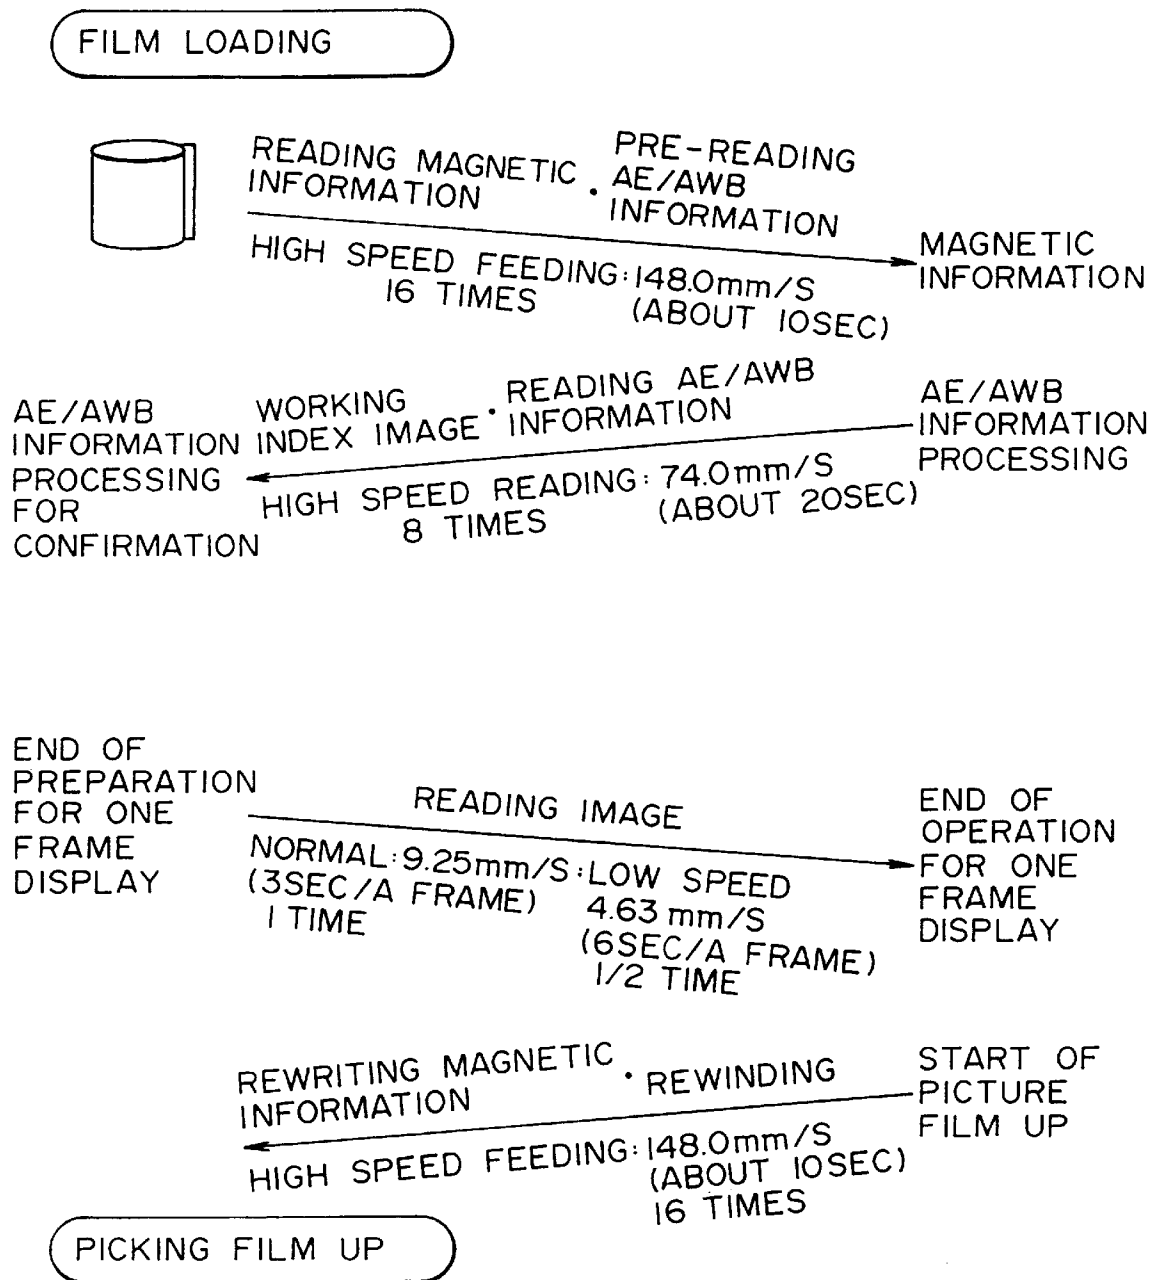 FILM LOADING
READING MAGNETIC
INFORMATION
・
PRE-READING
AE/AWB
INFORMATION
HIGH SPEED FEEDING:148.0mm/S
16 TIMES
(ABOUT 10SEC)
MAGNETIC
INFORMATION
AE/AWB
INFORMATION
PROCESSING
WORKING
INDEX IMAGE
・
READING AE/AWB
INFORMATION
HIGH SPEED READING:74.0mm/S
8 TIMES
(ABOUT 20SEC)
AE/AWB
INFORMATION
PROCESSING
FOR
CONFIRMATION
END OF
PREPARATION
FOR ONE
FRAME
DISPLAY
READING IMAGE
NORMAL:9.25mm/S:LOW SPEED
(3SEC/A FRAME)
1 TIME
4.63mm/S
(6SEC/A FRAME)
1/2 TIME
END OF
OPERATION
FOR ONE
FRAME
DISPLAY
START OF
PICTURE
FILM UP
REWRITING MAGNETIC
INFORMATION
・
REWINDING
HIGH SPEED FEEDING:148.0mm/S
(ABOUT 10SEC)
16 TIMES
PICKING FILM UP